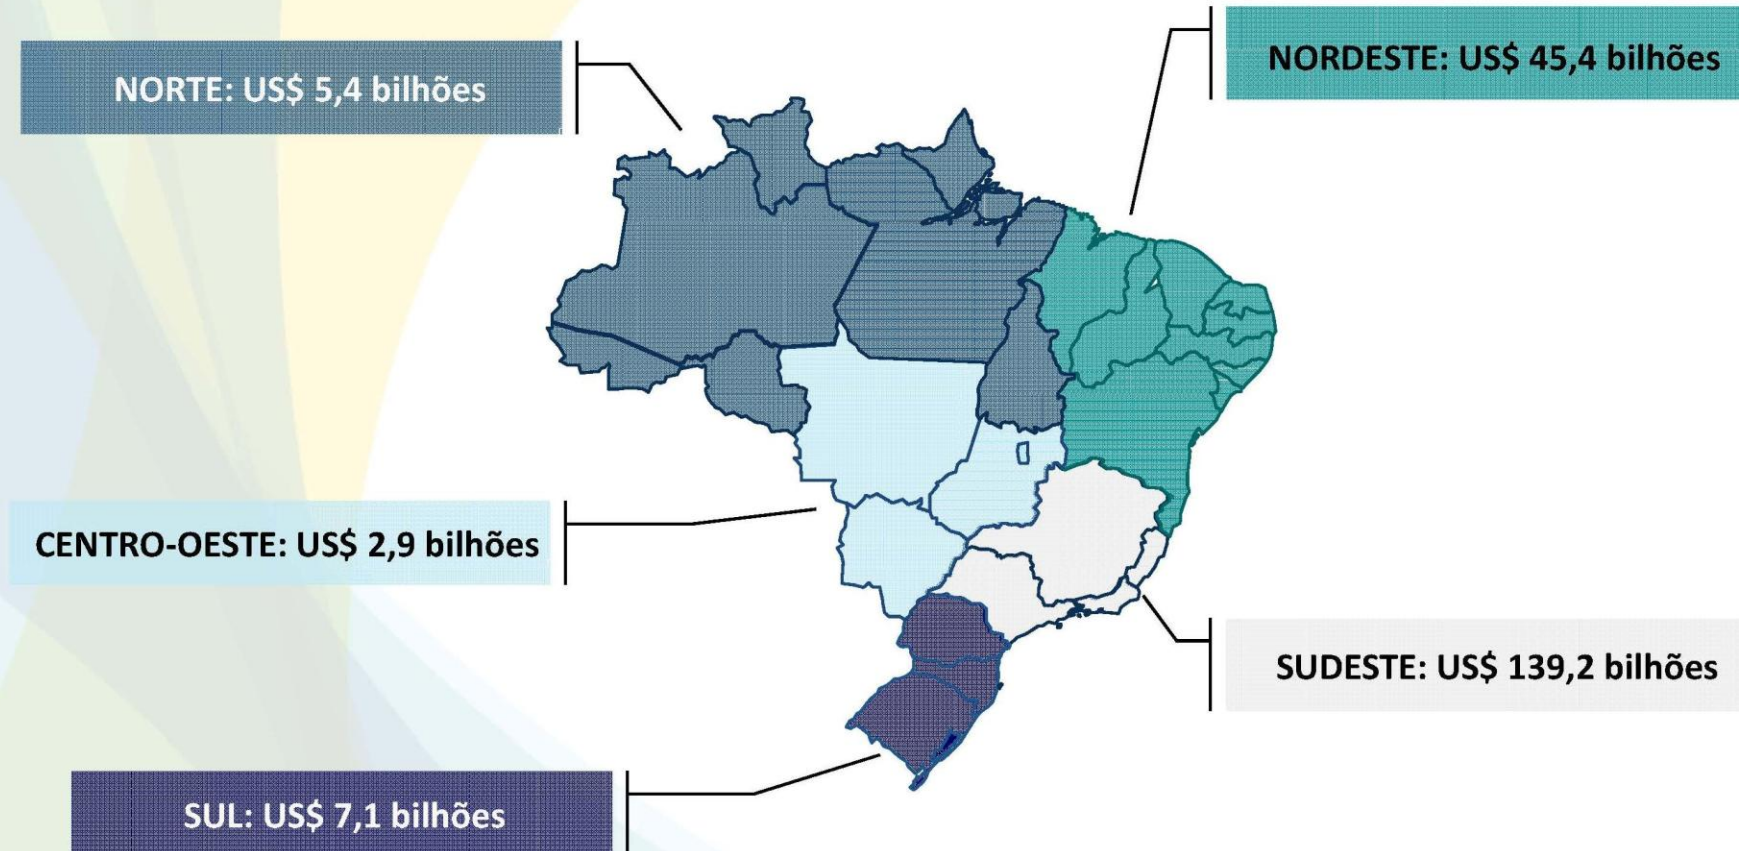 NORTE: US$ 5,4 bilhões
NORDESTE: US$ 45,4 bilhões
CENTRO-OESTE: US$ 2,9 bilhões
SUDESTE: US$ 139,2 bilhões
SUL: US$ 7,1 bilhões